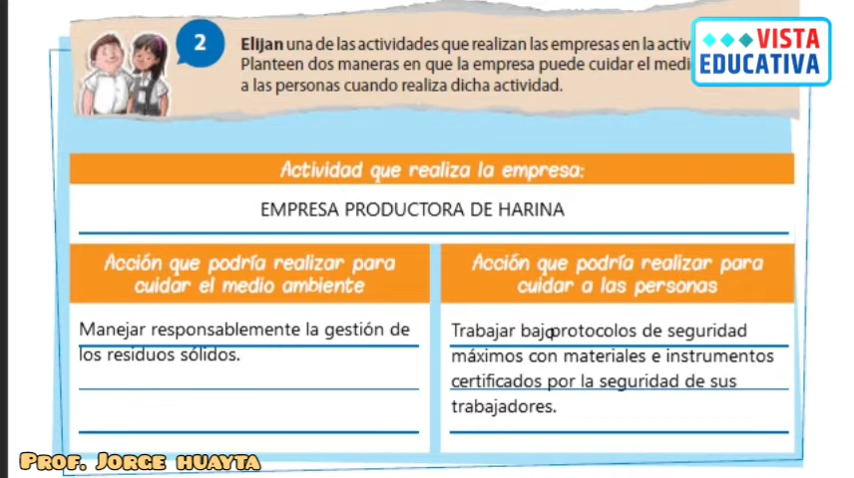 2
Elijan una de las actividades que realizan las empresas en la activ
Planteen dos maneras en que la empresa puede cuidar el medi
a las personas cuando realiza dicha actividad.
VISTA
EDUCATIVA
Actividad que realiza la empresa:
EMPRESA PRODUCTORA DE HARINA
Acción que podría realizar para
cuidar el medio ambiente
Manejar responsablemente la gestión de
los residuos sólidos.
Acción que podría realizar para
cuidar a las personas
Trabajar bajo protocolos de seguridad
máximos con materiales e instrumentos
certificados por la seguridad de sus
trabajadores.
Prof. Jorge huayta